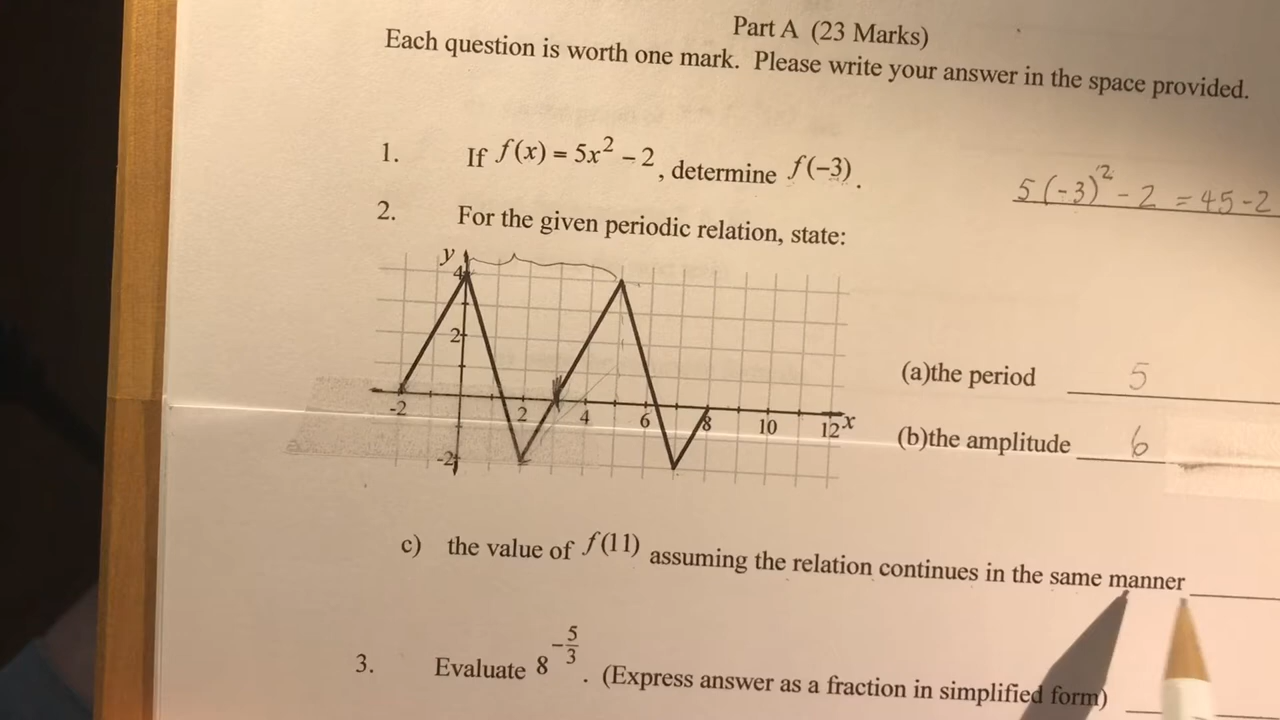 Part A (23 Marks)
Each question is worth one mark. Please write your answer in the space provided.
1. If f(x) = 5x² – 2, determine f(–3).
5(-3)² - 2 = 45-2
2. For the given periodic relation, state:
y
4
2
-2 2 4 6 8 10 12 x
-2
(a)the period 5
(b)the amplitude 6
c) the value of f(11) assuming the relation continues in the same manner
3. Evaluate 8^(-5/3). (Express answer as a fraction in simplified form)